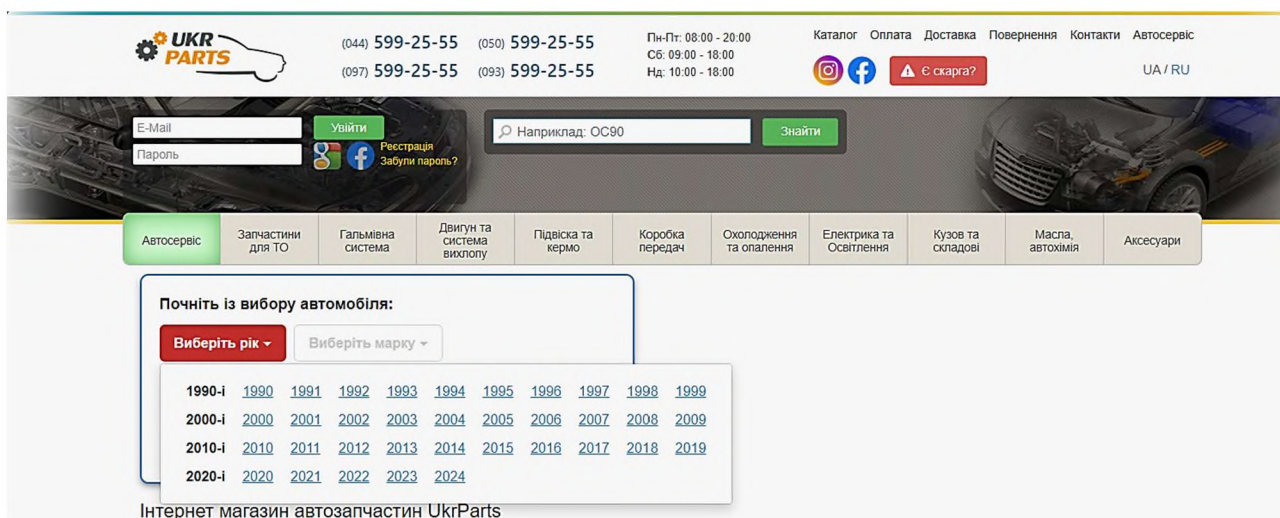 UKR PARTS
(044) 599-25-55 (050) 599-25-55
(097) 599-25-55 (093) 599-25-55
Пн-Пт: 08:00 - 20:00
Сб: 09:00 - 18:00
Нд: 10:00 - 18:00
Каталог Оплата Доставка Повернення Контакти Автосервіс
Є скарга?
UA / RU
E-Mail
Увійти
Пароль
Реєстрація
Забули пароль?
Наприклад: OC90
Знайти
Автосервіс
Запчастини
для ТО
Гальмівна
система
Двигун та
система
вихлопу
Підвіска та
кермо
Коробка
передач
Охолодження
та опалення
Електрика та
Освітлення
Кузов та
складові
Масла,
автохімія
Аксесуари
Почніть із вибору автомобіля:
Виберіть рік
Виберіть марку
1990-і 1990 1991 1992 1993 1994 1995 1996 1997 1998 1999
2000-і 2000 2001 2002 2003 2004 2005 2006 2007 2008 2009
2010-і 2010 2011 2012 2013 2014 2015 2016 2017 2018 2019
2020-і 2020 2021 2022 2023 2024
Інтернет магазин автозапчастин UkrParts